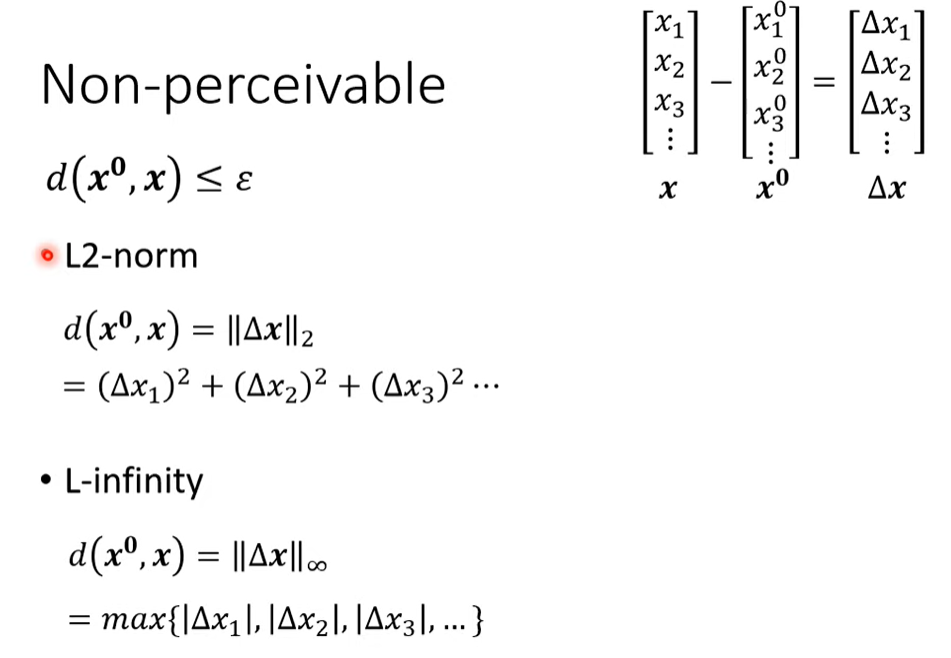 Non-perceivable
d(x⁰, x) ≤ ε
• L2-norm
d(x⁰, x) = ‖Δx‖₂
= (Δx₁)² + (Δx₂)² + (Δx₃)² ⋯
• L-infinity
d(x⁰, x) = ‖Δx‖∞
= max{|Δx₁|, |Δx₂|, |Δx₃|, … }
[x₁ x₂ x₃ ⋮] − [x₁⁰ x₂⁰ x₃⁰ ⋮] = [Δx₁ Δx₂ Δx₃ ⋮]
x x⁰ Δx